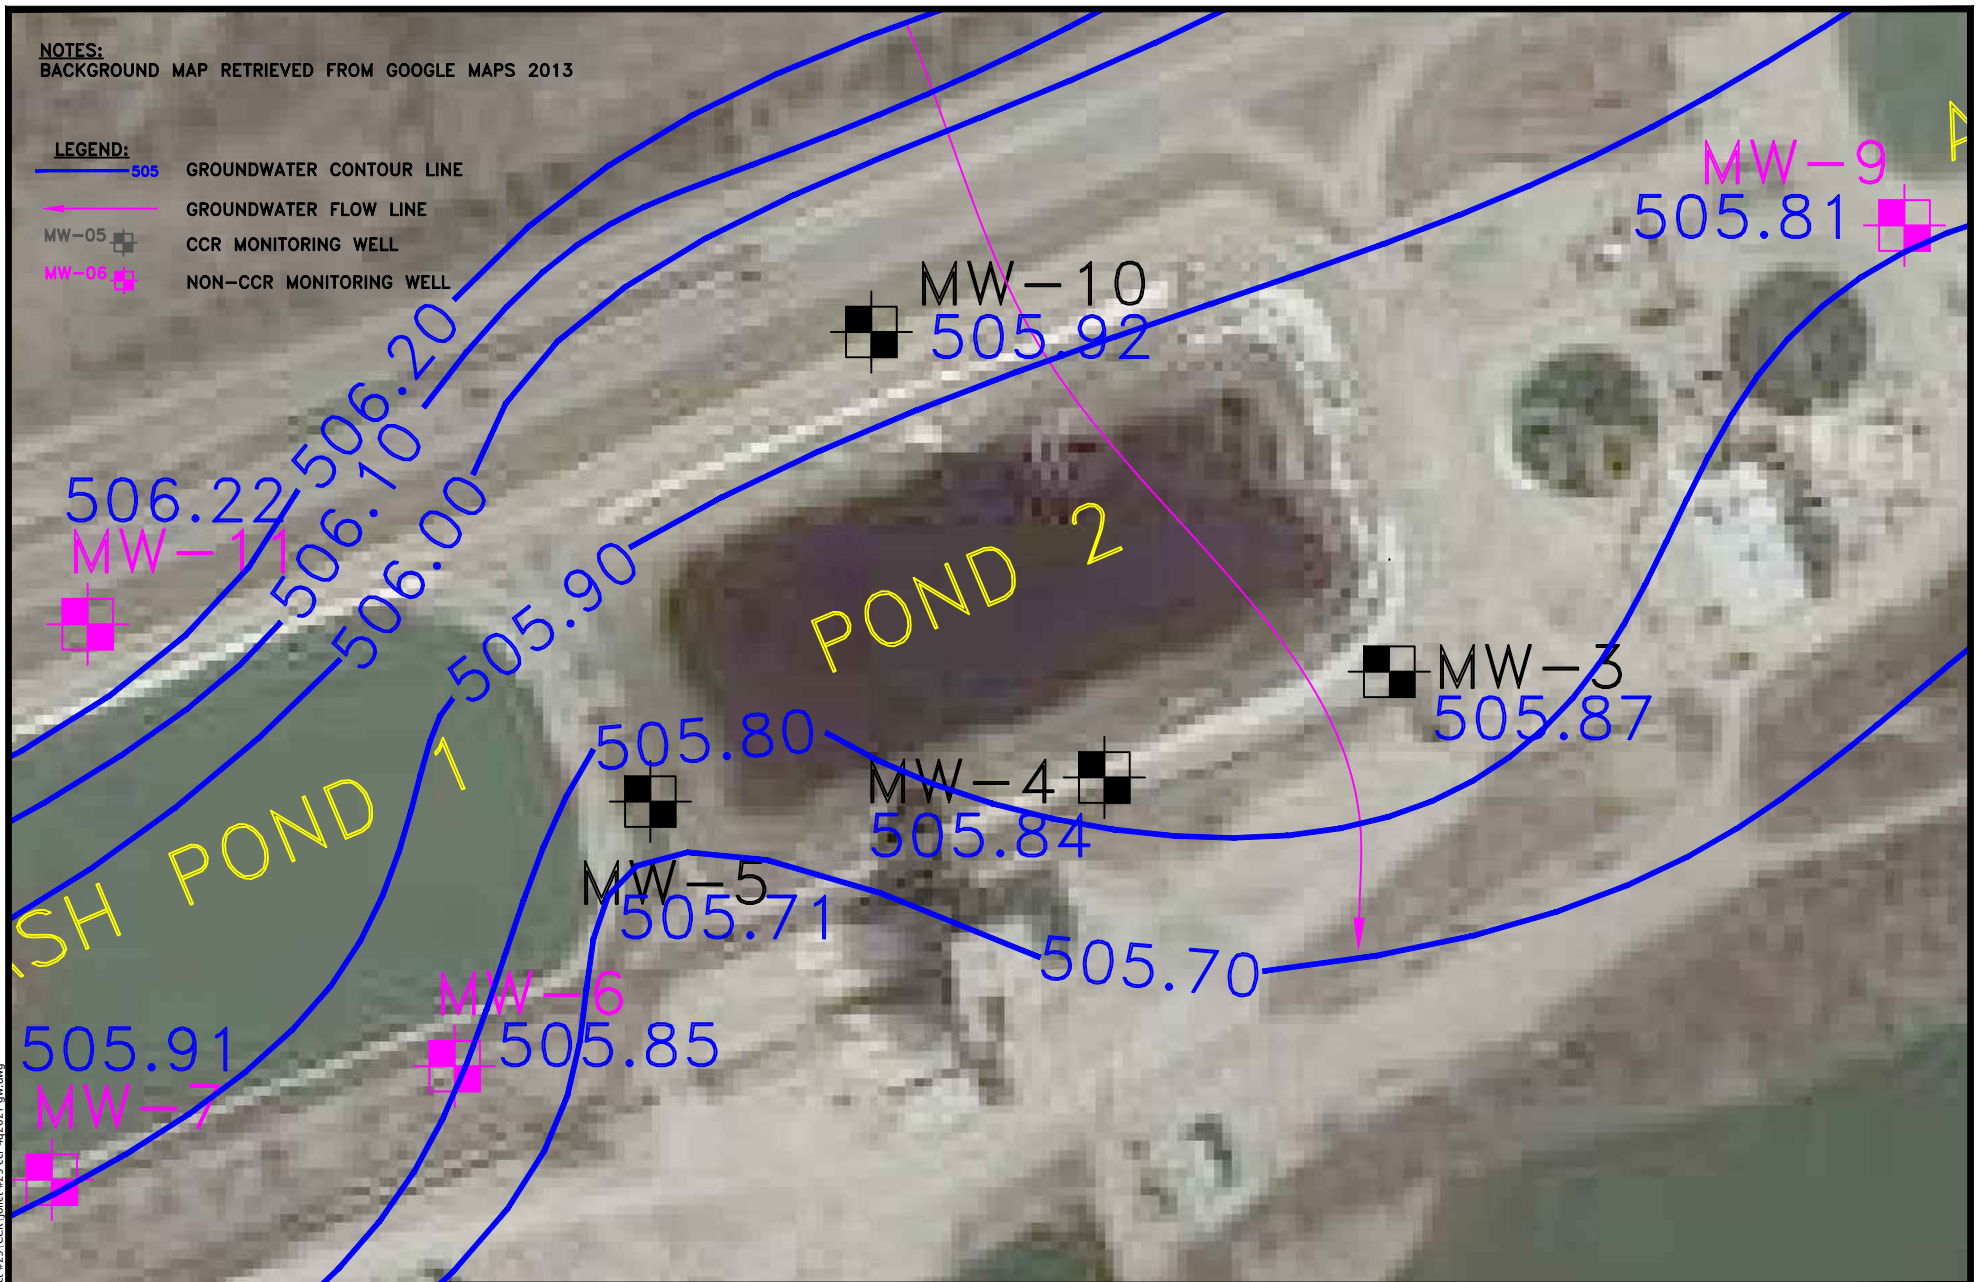 NOTES:
BACKGROUND MAP RETRIEVED FROM GOOGLE MAPS 2013
LEGEND:
505 GROUNDWATER CONTOUR LINE
GROUNDWATER FLOW LINE
MW-05 CCR MONITORING WELL
MW-06 NON-CCR MONITORING WELL
MW-9
505.81
A
MW-10
505.92
506.20
506.10
506.00
505.90
506.22
MW-11
POND 2
MW-3
505.87
505.80
MW-4
505.84
POND 1
SH
MW-5
505.71
505.70
MW-6
505.85
505.91
MW-7